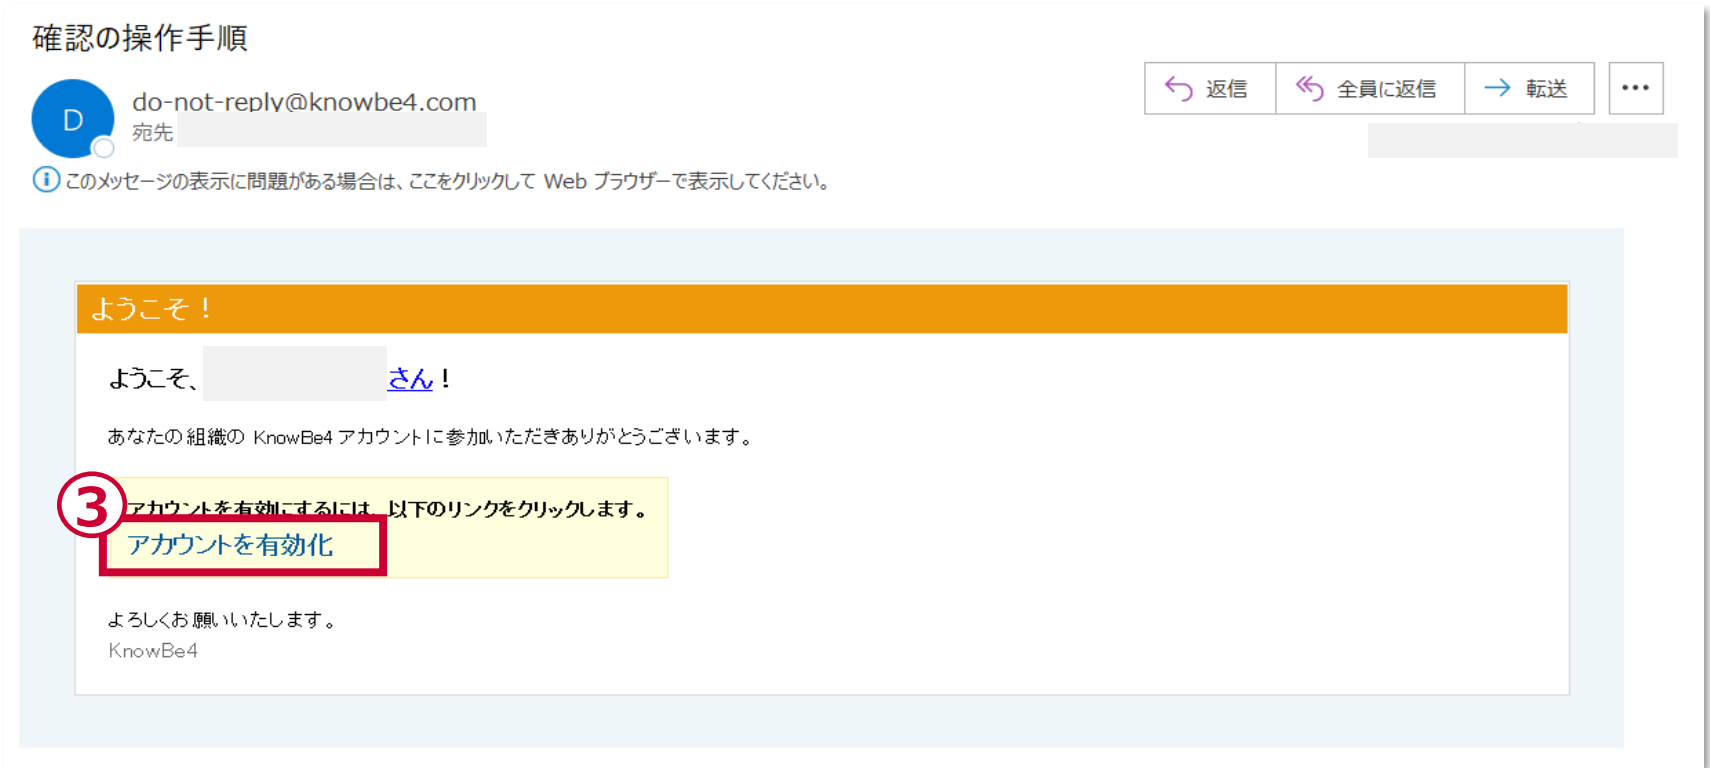 確認の操作手順
D
do-not-reply@knowbe4.com
宛先
返信
全員に返信
転送
このメッセージの表示に問題がある場合は、ここをクリックして Web ブラウザーで表示してください。
ようこそ！
ようこそ、 さん！
あなたの組織の KnowBe4 アカウントに参加いただきありがとうございます。
③
アカウントを有効にするには、以下のリンクをクリックします。
アカウントを有効化
よろしくお願いいたします。
KnowBe4